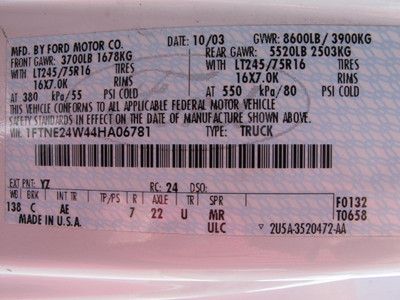 MFD. BY FORD MOTOR CO.
DATE: 10/03 GVWR: 8600LB / 3900KG
FRONT GAWR: 3700LB 1678KG REAR GAWR: 5520LB 2503KG
WITH LT245/75R16 TIRES WITH LT245/75R16 TIRES
16X7.0K RIMS 16X7.0K RIMS
AT 380 kPa/55 PSI COLD AT 550 kPa/80 PSI COLD
THIS VEHICLE CONFORMS TO ALL APPLICABLE FEDERAL MOTOR VEHICLE
SAFETY STANDARDS IN EFFECT ON THE DATE OF MANUFACTURE SHOWN ABOVE.
VIN: 1FTNE24W44HA06781 TYPE: TRUCK
EXT PNT: YZ RC: 24 DSO:
WB BRK INT TR TP/PS R AXLE TR SPR F0132
138 C AE 7 22 U MR T0658
MADE IN U.S.A. ULC 2U5A-3520472-AA